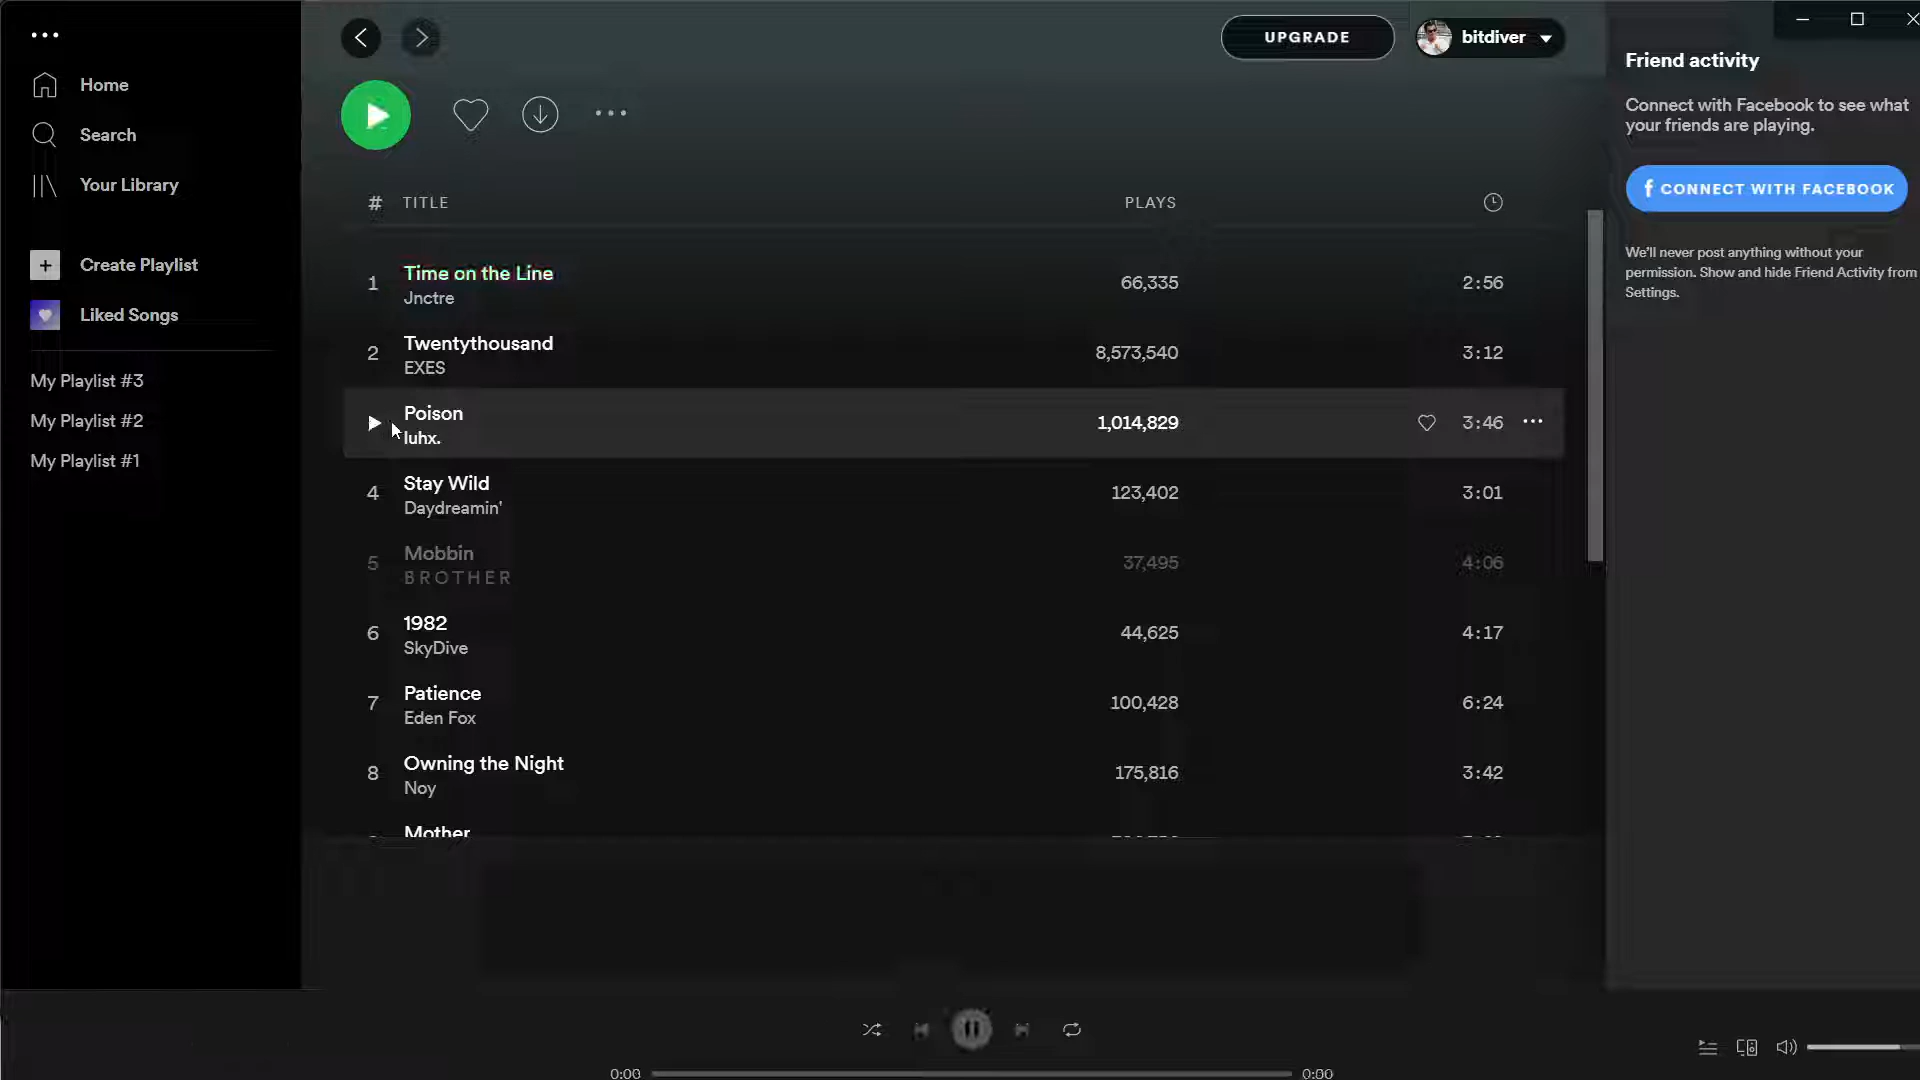 Home
Search
Your Library
Create Playlist
Liked Songs
My Playlist #3
My Playlist #2
My Playlist #1
UPGRADE
bitdiver
# TITLE PLAYS
1 Time on the Line 66,335 2:56
Jnctre
2 Twentythousand 8,573,540 3:12
EXES
Poison 1,014,829 3:46
luhx.
4 Stay Wild 123,402 3:01
Daydreamin'
5 Mobbin 37,495 4:06
BROTHER
6 1982 44,625 4:17
SkyDive
7 Patience 100,428 6:24
Eden Fox
8 Owning the Night 175,816 3:42
Noy
Mother
Friend activity
Connect with Facebook to see what
your friends are playing.
f CONNECT WITH FACEBOOK
We'll never post anything without your
permission. Show and hide Friend Activity from
Settings.
0:00 0:00